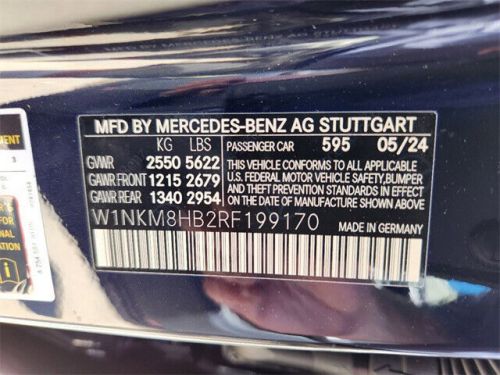 MFD BY MERCEDES-BENZ AG STUTTGART
KG LBS PASSENGER CAR 595 05/24
GVWR 2550 5622 THIS VEHICLE CONFORMS TO ALL APPLICABLE
GAWR FRONT 1215 2679 U.S. FEDERAL MOTOR VEHICLE SAFETY, BUMPER,
GAWR REAR 1340 2954 AND THEFT PREVENTION STANDARDS IN EFFECT
ON THE DATE OF MANUFACTURE SHOWN ABOVE.
W1NKM8HB2RF199170 MADE IN GERMANY